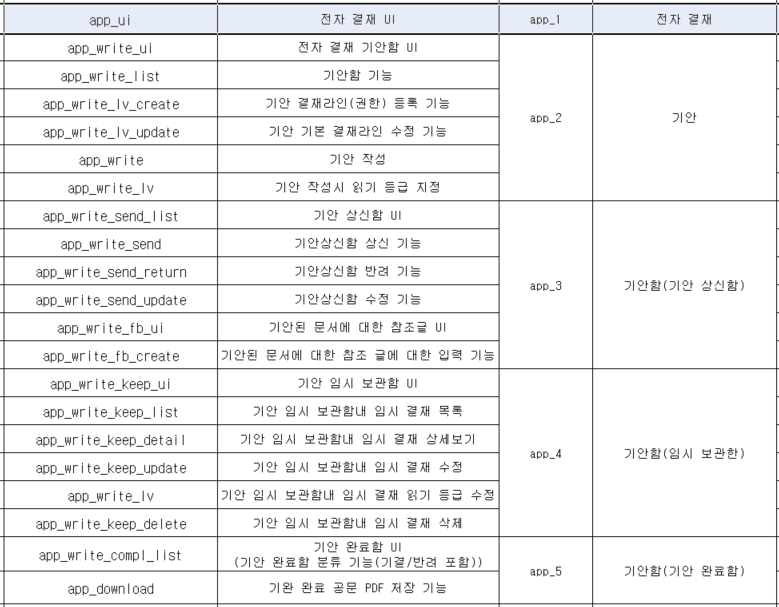 app_ui 전자 결재 UI app_1 전자 결재
app_write_ui 전자 결재 기안함 UI
app_write_list 기안함 기능
app_write_lv_create 기안 결재라인(권한) 등록 기능
app_2 기안
app_write_lv_update 기안 기본 결재라인 수정 기능
app_write 기안 작성
app_write_lv 기안 작성시 읽기 등급 지정
app_write_send_list 기안 상신함 UI
app_write_send 기안상신함 상신 기능
app_write_send_return 기안상신함 반려 기능
app_3 기안함(기안 상신함)
app_write_send_update 기안상신함 수정 기능
app_write_fb_ui 기안된 문서에 대한 참조글 UI
app_write_fb_create 기안된 문서에 대한 참조 글에 대한 입력 기능
app_write_keep_ui 기안 임시 보관함 UI
app_write_keep_list 기안 임시 보관함내 임시 결재 목록
app_write_keep_detail 기안 임시 보관함내 임시 결재 상세보기
app_4 기안함(임시 보관한)
app_write_keep_update 기안 임시 보관함내 임시 결재 수정
app_write_lv 기안 임시 보관함내 임시 결재 읽기 등급 수정
app_write_keep_delete 기안 임시 보관함내 임시 결재 삭제
app_write_compl_list 기안 완료함 UI
(기안 완료함 분류 기능(기결/반려 포함))
app_5 기안함(기안 완료함)
app_download 기완 완료 공문 PDF 저장 기능